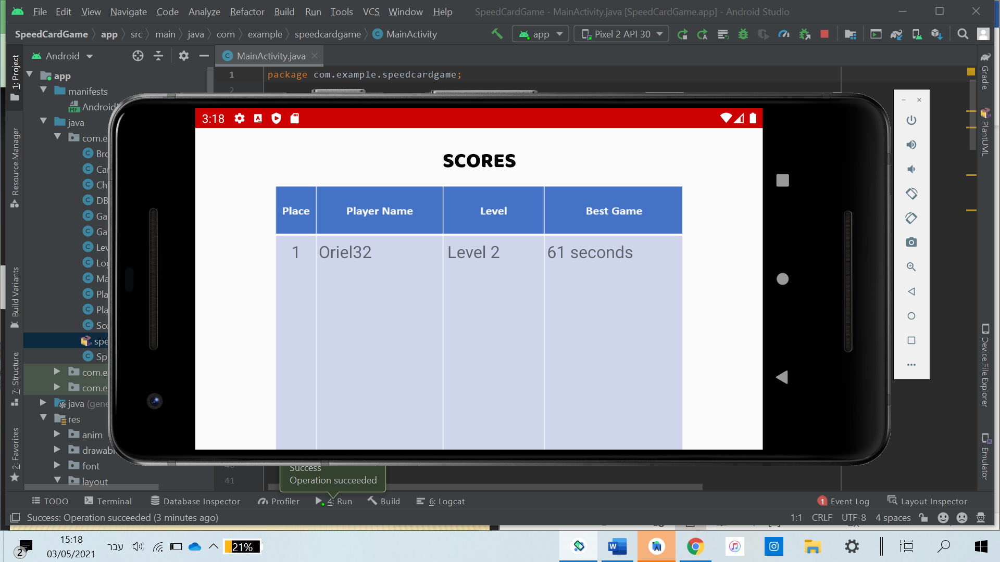 File Edit View Navigate Code Analyze Refactor Build Run Tools VCS Window Help SpeedCardGame - MainActivity.java [SpeedCardGame.app] - Android Studio
SpeedCardGame app src main java com example speedcardgame MainActivity app Pixel 2 API 30
Android MainActivity.java
1 package com.example.speedcardgame;
2
app
manifests
Android
java
com.e
Bro
Ca
Ch
DB
Ga
Ga
Lev
Log
Ma
Pla
Pla
Sco
spe
Sp
com.e
com.e
java (gene
res
anim
drawabl
font
layout
1: Project
Resource Manager
Build Variants
7: Structure
2: Favorites
3:18
SCORES
Place Player Name Level Best Game
1 Oriel32 Level 2 61 seconds
Gradle
PlantUML
Device File Explorer
Emulator
41
Success
Operation succeeded
TODO Terminal Database Inspector Profiler 4: Run Build 6: Logcat 1 Event Log Layout Inspector
Success: Operation succeeded (3 minutes ago) 1:1 CRLF UTF-8 4 spaces
2 15:18 עבר 21%
03/05/2021